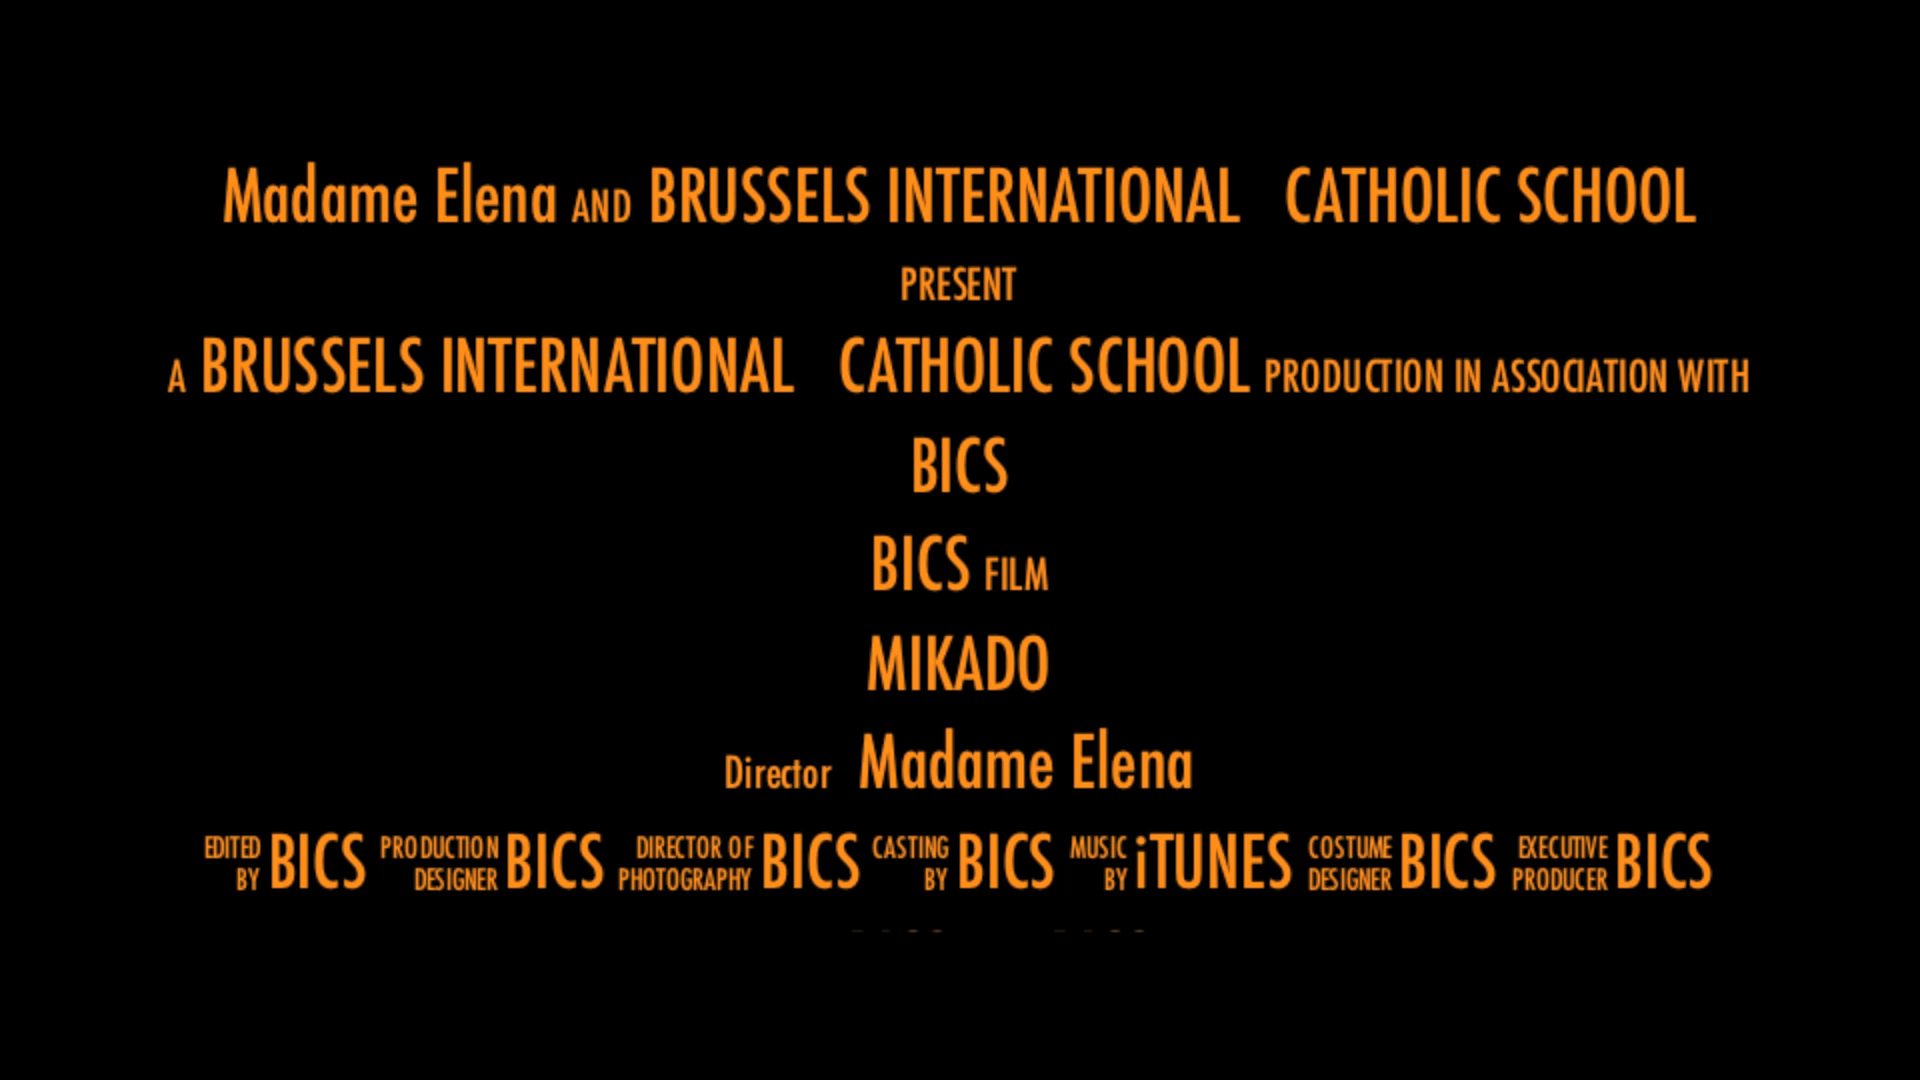 Madame Elena AND BRUSSELS INTERNATIONAL CATHOLIC SCHOOL
PRESENT
A BRUSSELS INTERNATIONAL CATHOLIC SCHOOL PRODUCTION IN ASSOCIATION WITH
BICS
BICS FILM
MIKADO
Director Madame Elena
EDITED BY BICS PRODUCTION DESIGNER BICS DIRECTOR OF PHOTOGRAPHY BICS CASTING BY BICS MUSIC BY iTUNES COSTUME DESIGNER BICS EXECUTIVE PRODUCER BICS